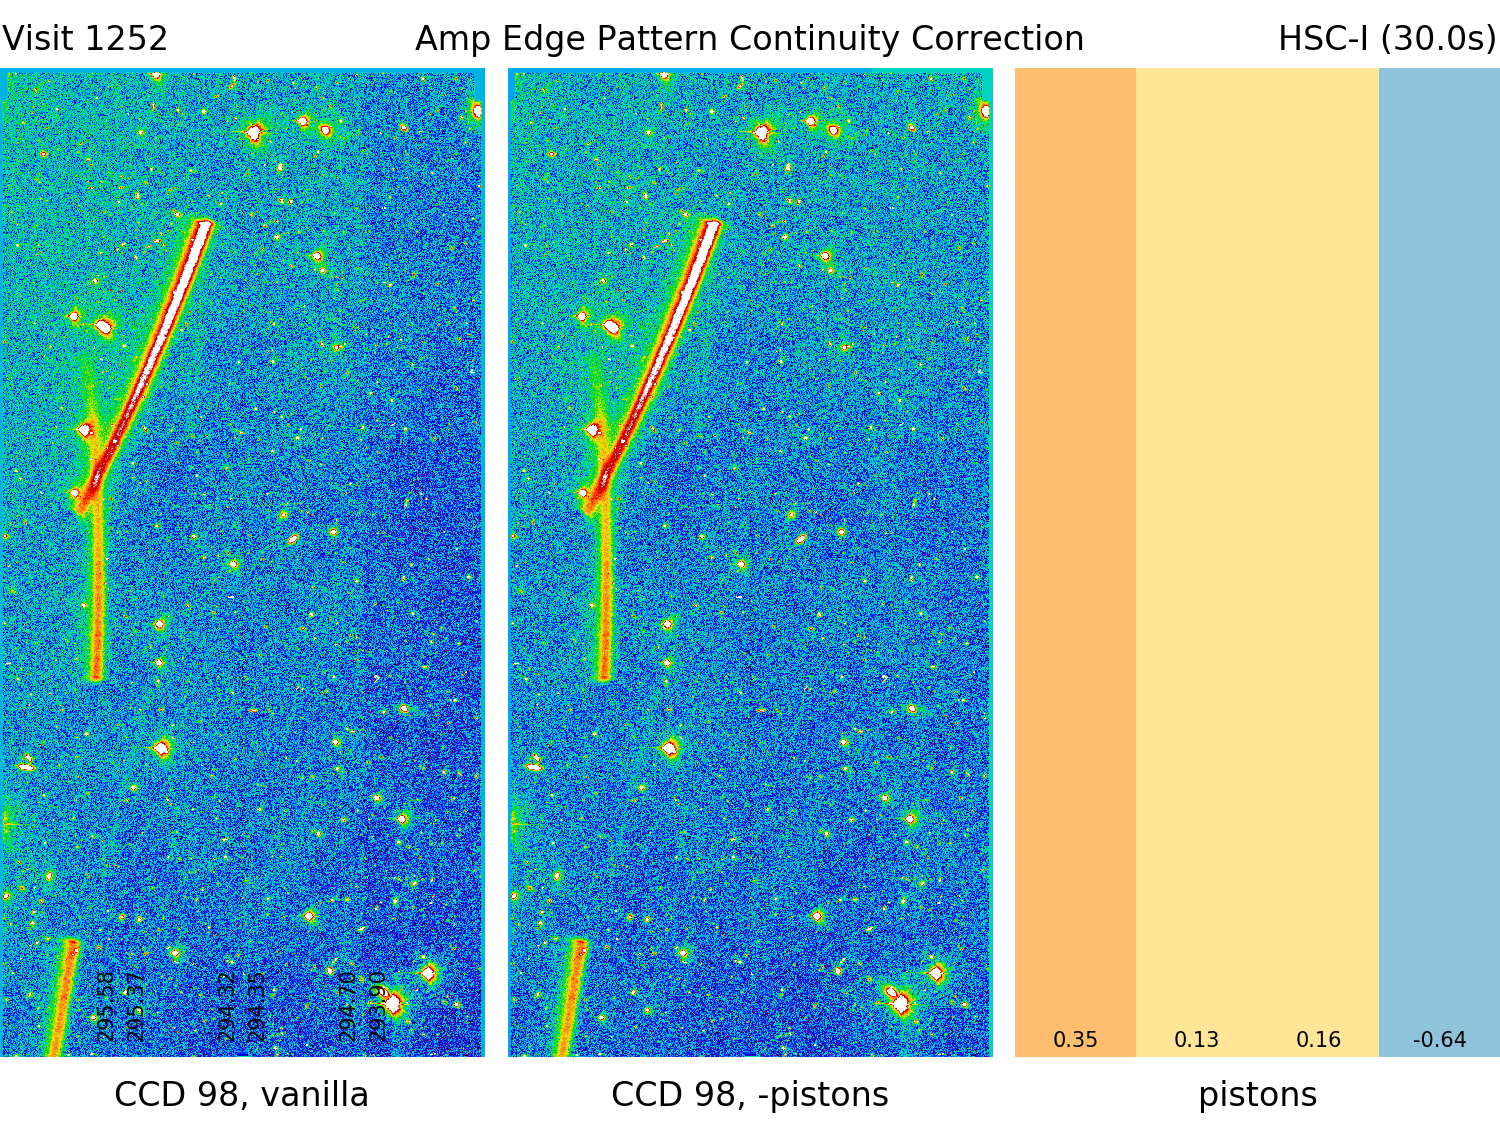 Visit 1252 Amp Edge Pattern Continuity Correction HSC-I (30.0s)
295.58 295.37 294.32 294.35 294.70 293.90
0.35 0.13 0.16 -0.64
CCD 98, vanilla CCD 98, -pistons pistons